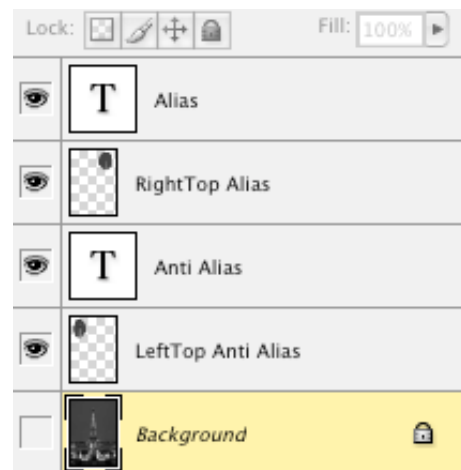 Lock: Fill: 100%
T Alias
RightTop Alias
T Anti Alias
LeftTop Anti Alias
Background